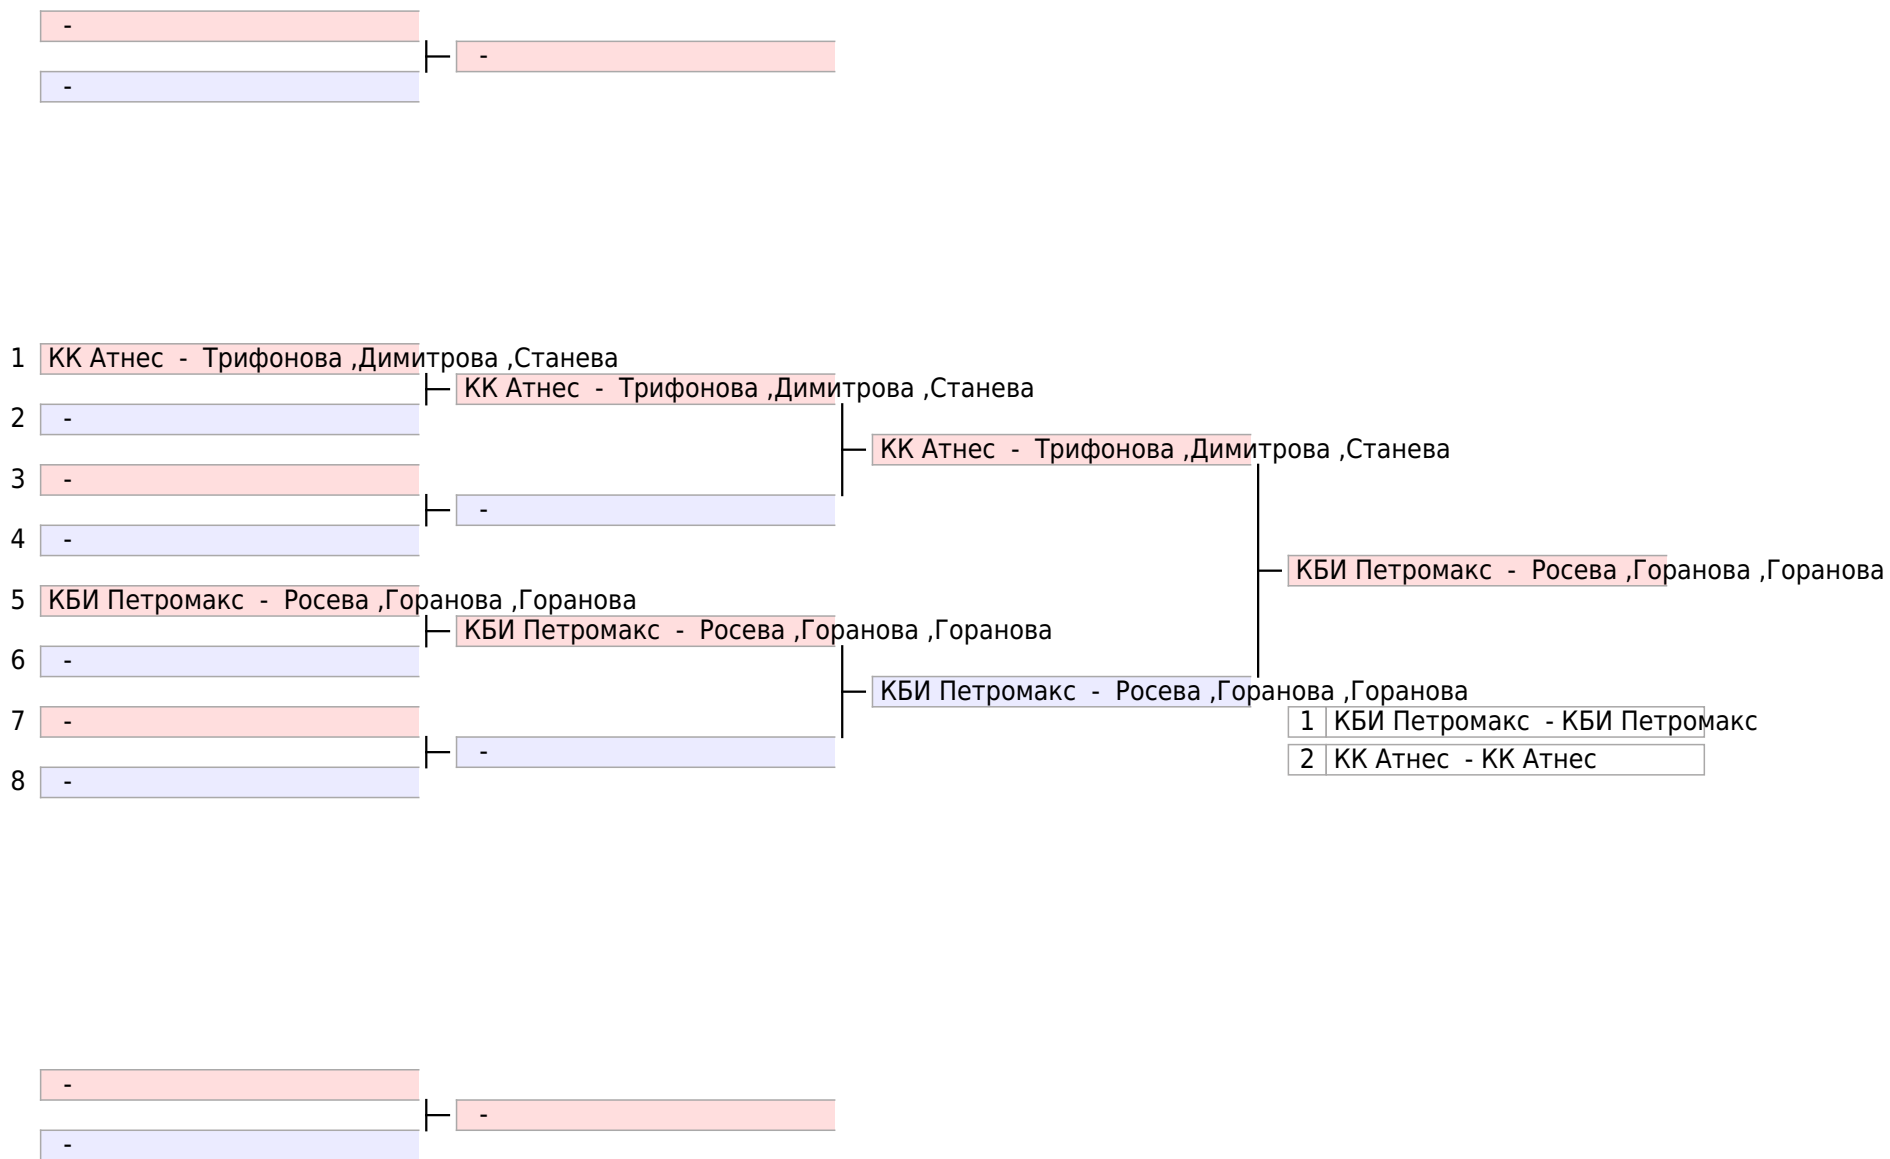 -
-
-
1 КК Атнес - Трифонова ,Димитрова ,Станева
КК Атнес - Трифонова ,Димитрова ,Станева
2 -
КК Атнес - Трифонова ,Димитрова ,Станева
3 -
-
4 -
КБИ Петромакс - Росева ,Горанова ,Горанова
5 КБИ Петромакс - Росева ,Горанова ,Горанова
КБИ Петромакс - Росева ,Горанова ,Горанова
6 -
КБИ Петромакс - Росева ,Горанова ,Горанова
7 -
1 КБИ Петромакс - КБИ Петромакс
-
2 КК Атнес - КК Атнес
8 -
-
-
-